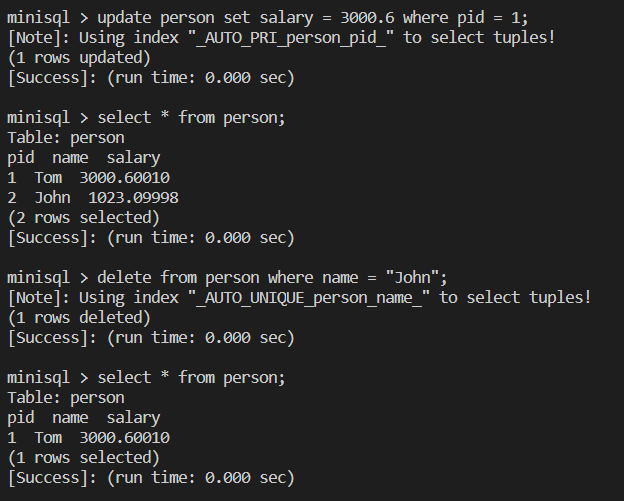 minisql > update person set salary = 3000.6 where pid = 1;
[Note]: Using index "_AUTO_PRI_person_pid_" to select tuples!
(1 rows updated)
[Success]: (run time: 0.000 sec)
minisql > select * from person;
Table: person
pid  name  salary
1  Tom  3000.60010
2  John  1023.09998
(2 rows selected)
[Success]: (run time: 0.000 sec)
minisql > delete from person where name = "John";
[Note]: Using index "_AUTO_UNIQUE_person_name_" to select tuples!
(1 rows deleted)
[Success]: (run time: 0.000 sec)
minisql > select * from person;
Table: person
pid  name  salary
1  Tom  3000.60010
(1 rows selected)
[Success]: (run time: 0.000 sec)